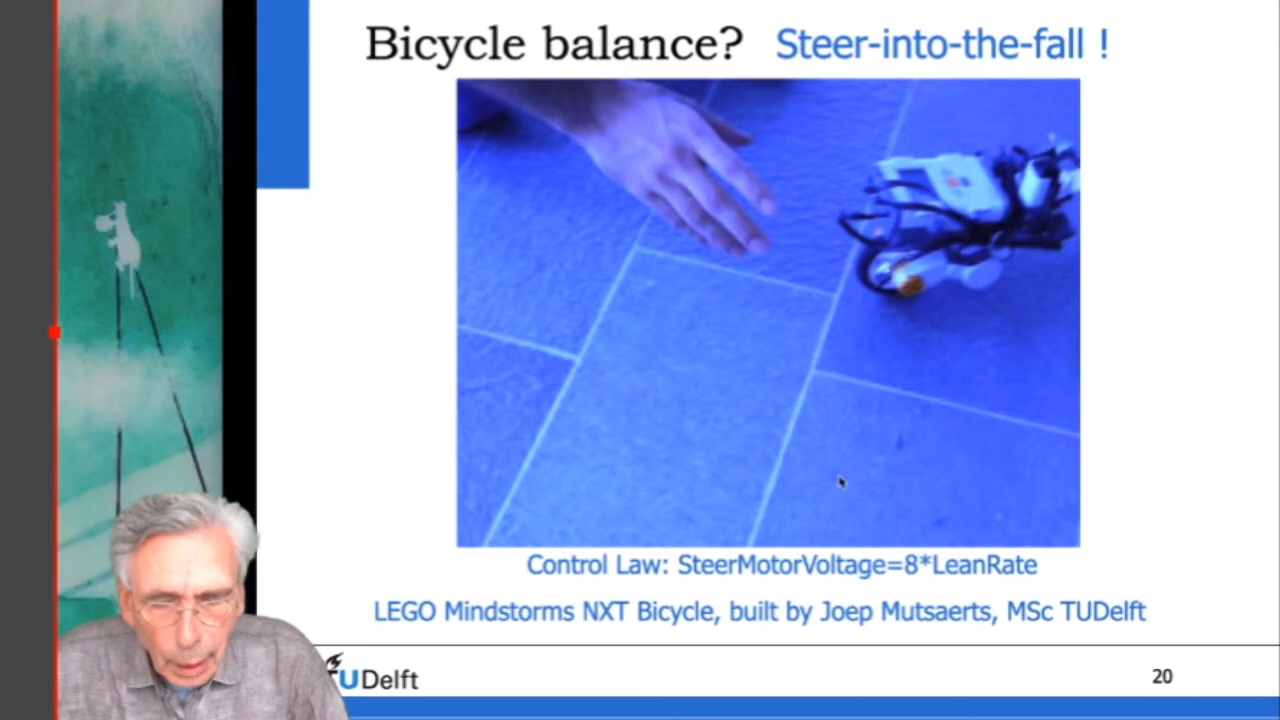 Bicycle balance? Steer-into-the-fall !
Control Law: SteerMotorVoltage=8*LeanRate
LEGO Mindstorms NXT Bicycle, built by Joep Mutsaerts, MSc TUDelft
TUDelft
20